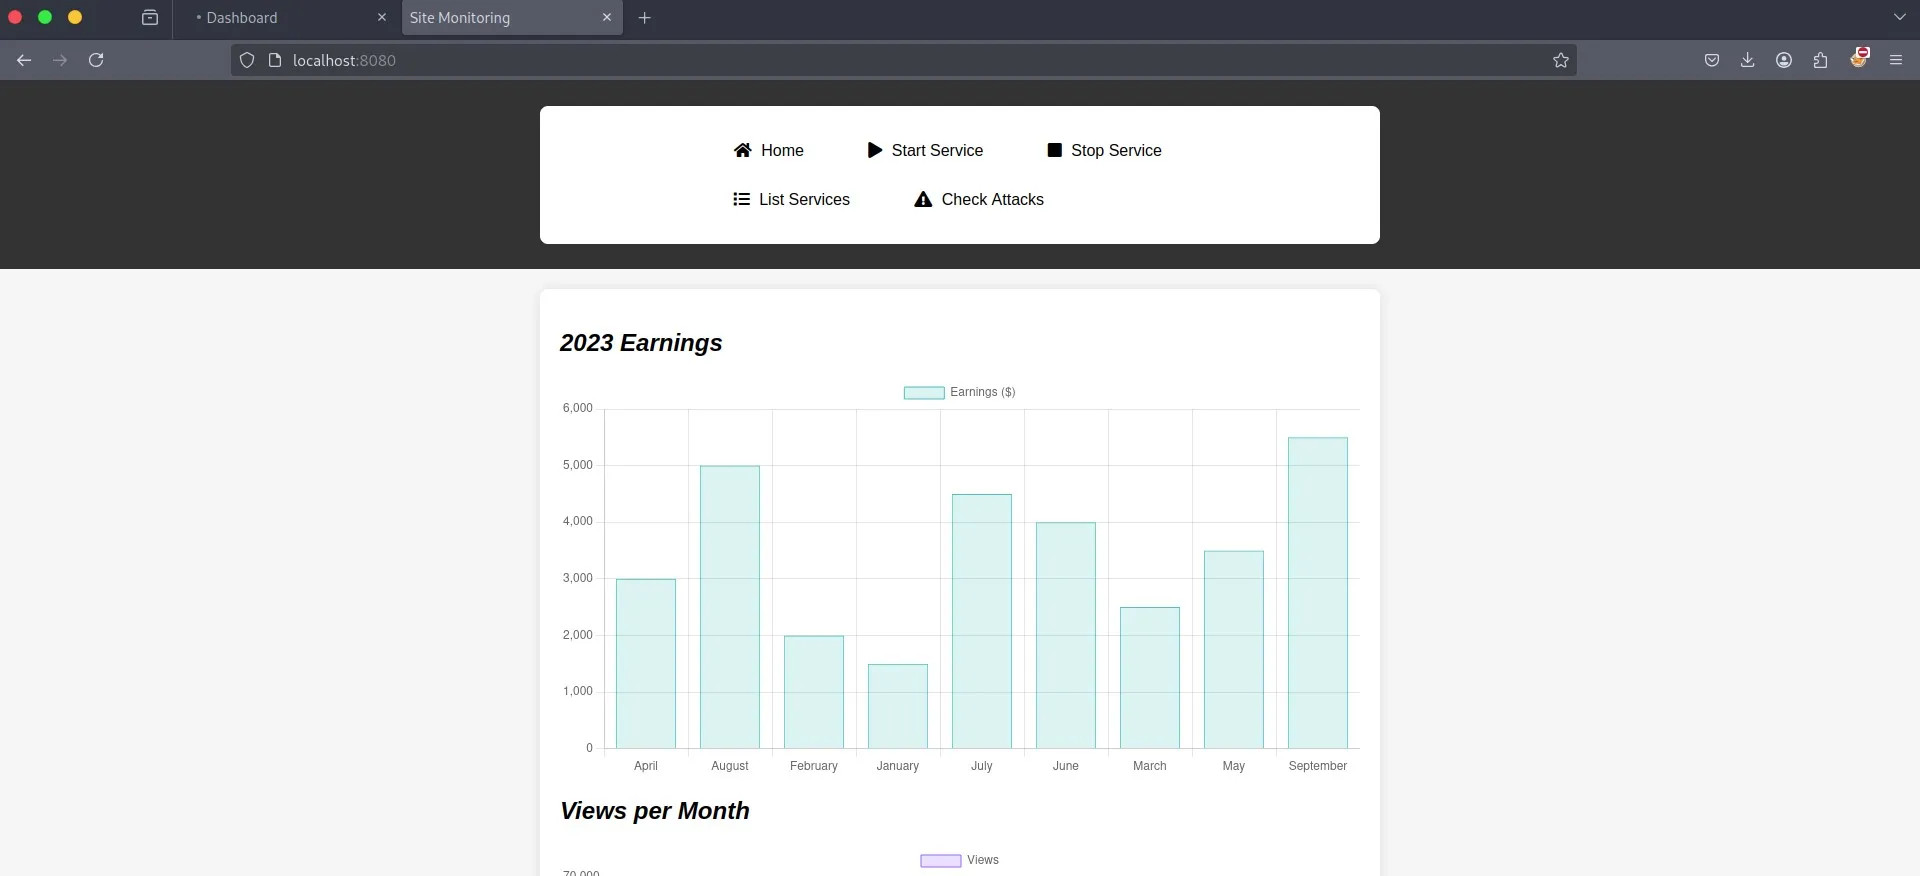 Dashboard
Site Monitoring
localhost:8080
Home Start Service Stop Service
List Services Check Attacks
2023 Earnings
Earnings ($)
6,000
5,000
4,000
3,000
2,000
1,000
0
April August February January July June March May September
Views per Month
Views
70,000